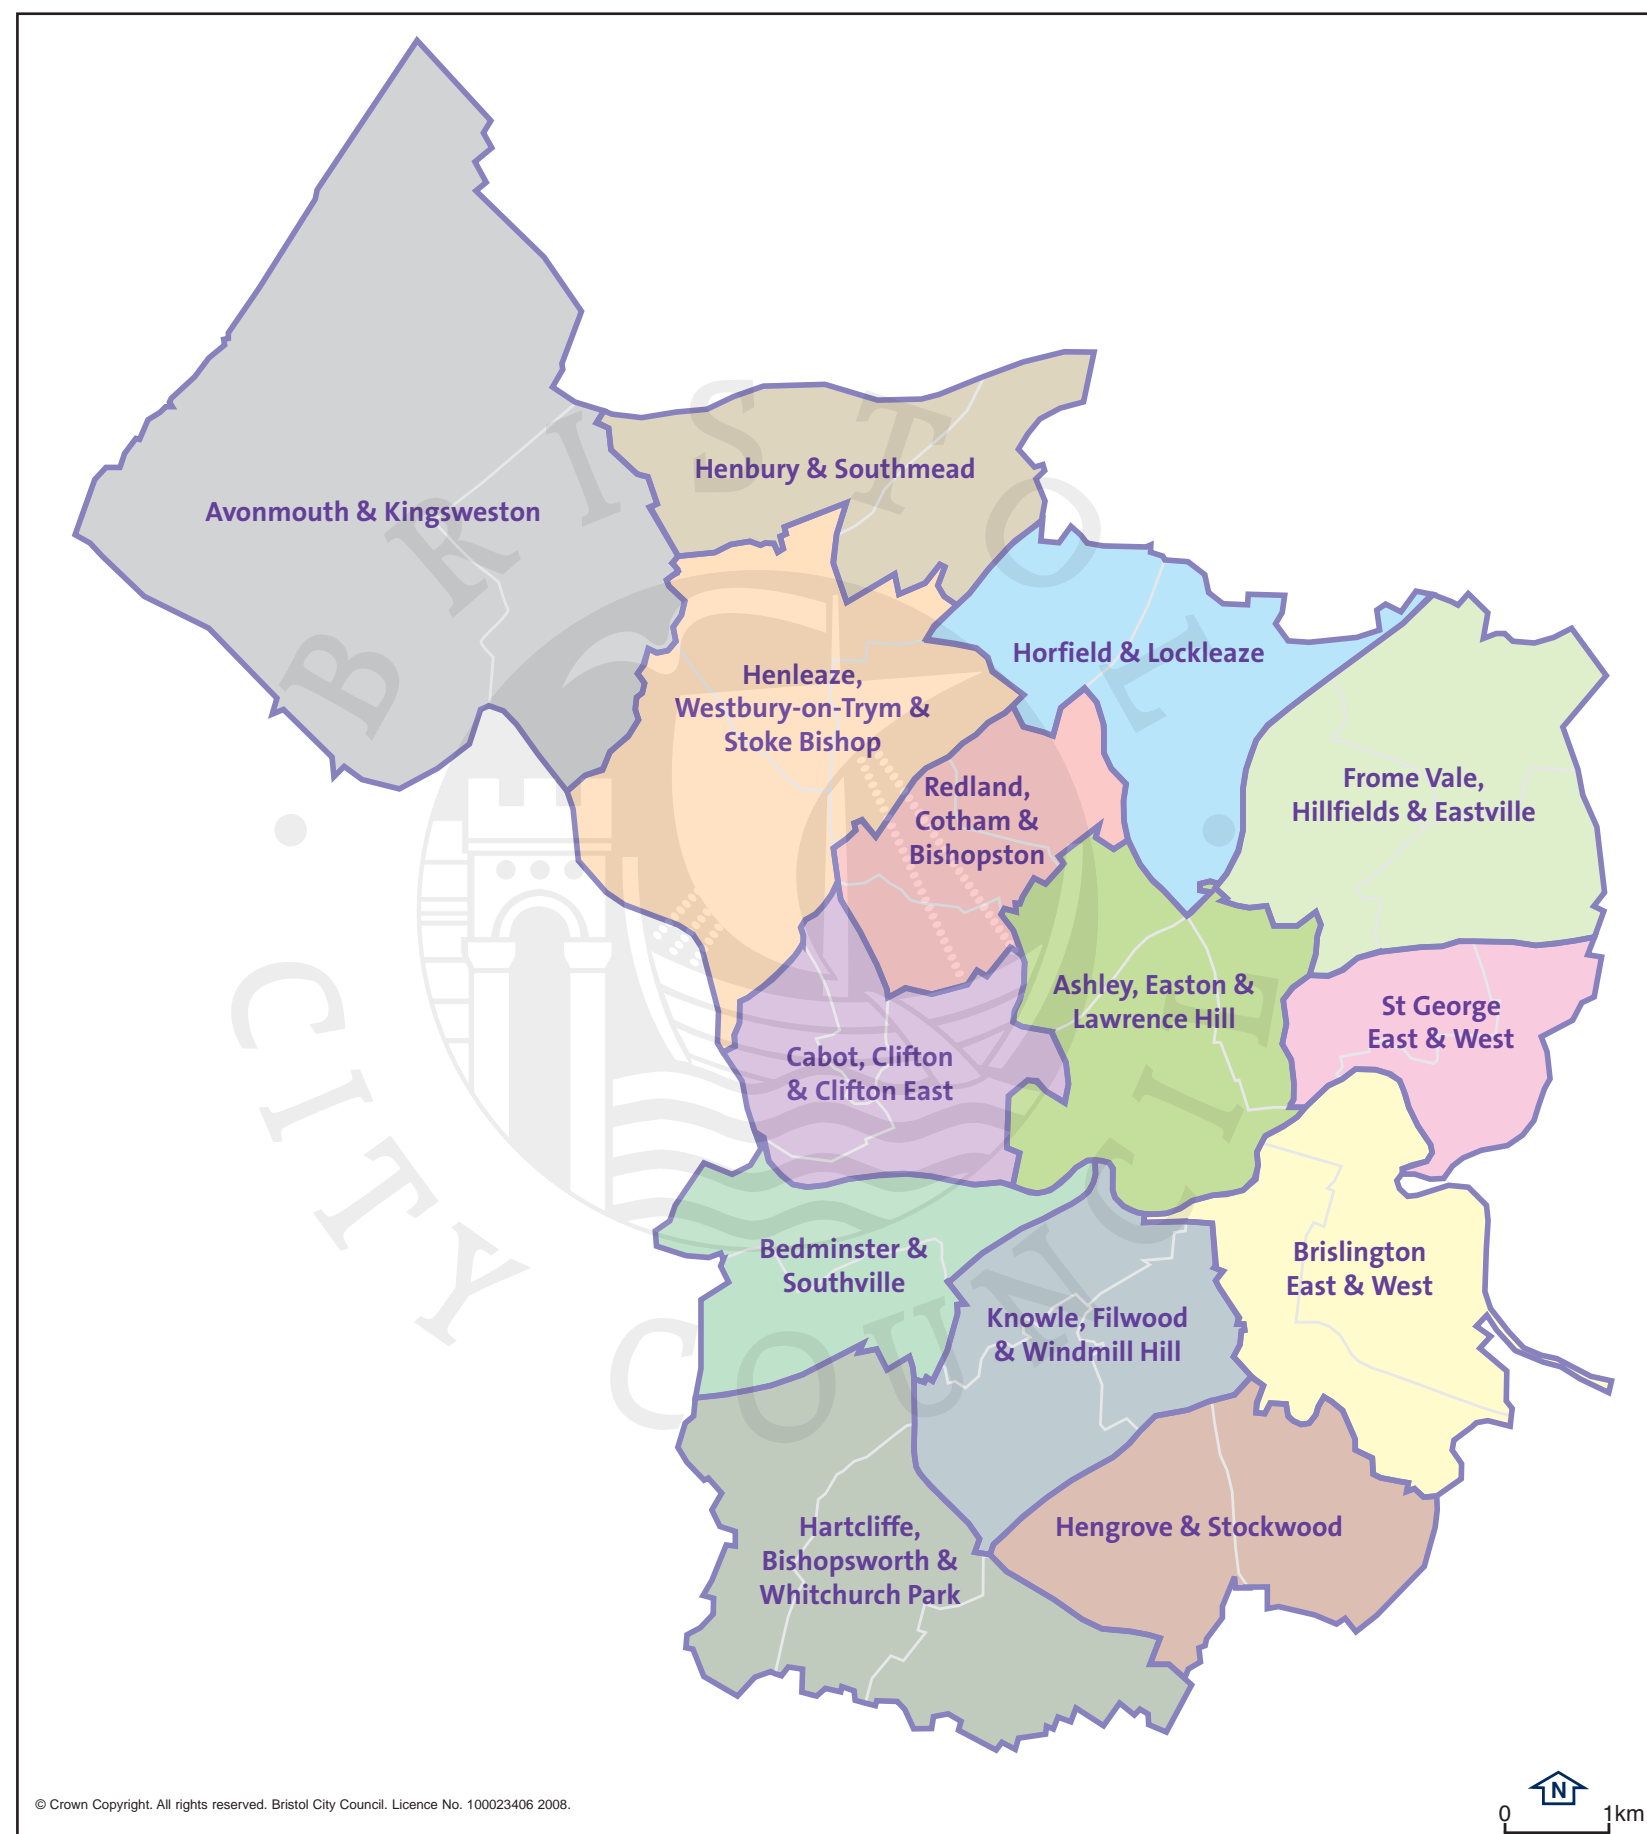 Henbury & Southmead
Avonmouth & Kingsweston
Horfield & Lockleaze
Henleaze,
Westbury-on-Trym &
Stoke Bishop
Redland,
Cotham &
Bishopston
Frome Vale,
Hillfields & Eastville
Ashley, Easton &
Lawrence Hill
St George
East & West
Cabot, Clifton
& Clifton East
Bedminster &
Southville
Brislington
East & West
Knowle, Filwood
& Windmill Hill
Hartcliffe,
Bishopsworth &
Whitchurch Park
Hengrove & Stockwood
BRISTOL · CITY COUNCIL ·
© Crown Copyright. All rights reserved. Bristol City Council. Licence No. 100023406 2008.
N
0 1km